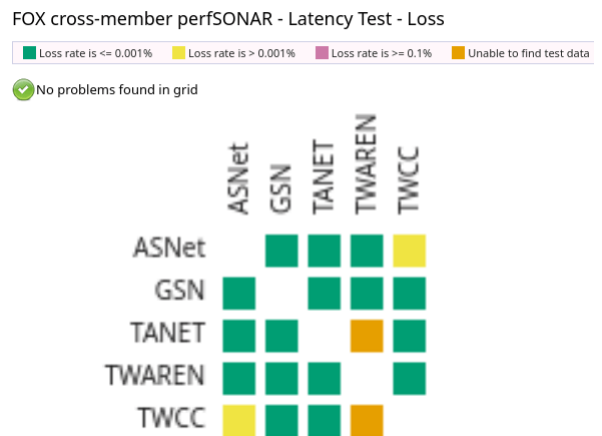 FOX cross-member perfSONAR - Latency Test - Loss
Loss rate is <= 0.001% Loss rate is > 0.001% Loss rate is >= 0.1% Unable to find test data
No problems found in grid
ASNet GSN TANET TWAREN TWCC
ASNet
GSN
TANET
TWAREN
TWCC